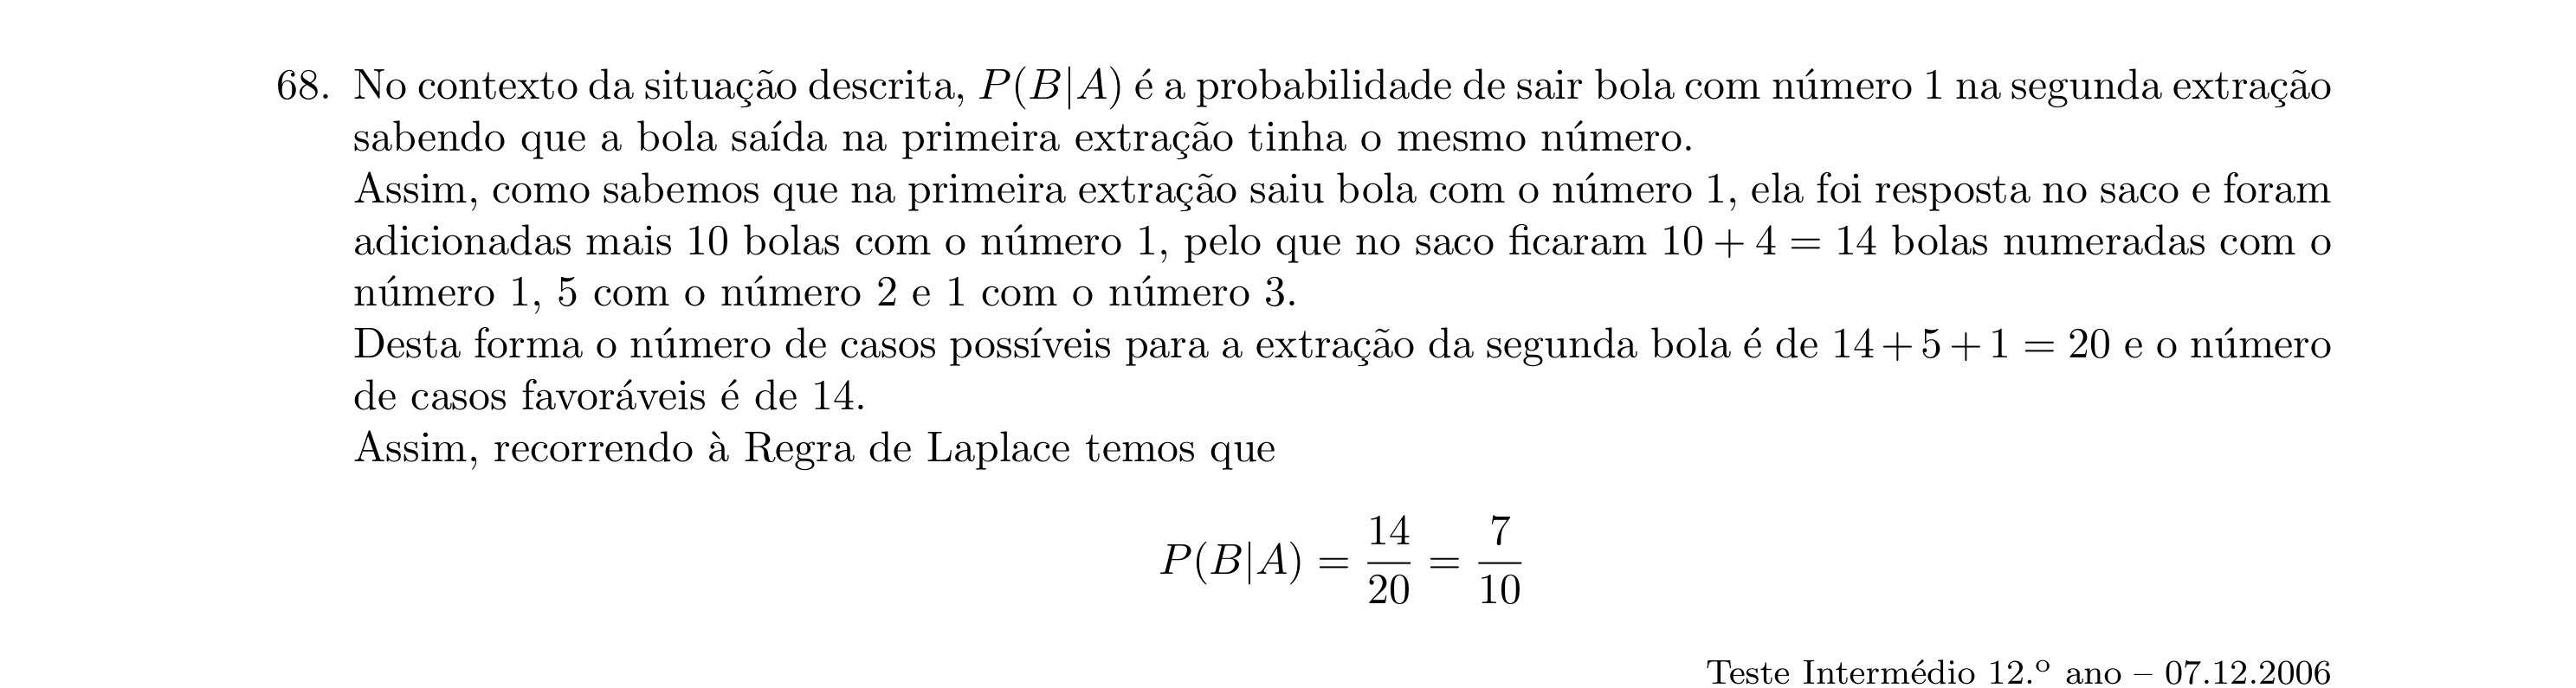 68. No contexto da situação descrita, P(B|A) é a probabilidade de sair bola com número 1 na segunda extração
sabendo que a bola saída na primeira extração tinha o mesmo número.
Assim, como sabemos que na primeira extração saiu bola com o número 1, ela foi resposta no saco e foram
adicionadas mais 10 bolas com o número 1, pelo que no saco ficaram 10 + 4 = 14 bolas numeradas com o
número 1, 5 com o número 2 e 1 com o número 3.
Desta forma o número de casos possíveis para a extração da segunda bola é de 14 + 5 + 1 = 20 e o número
de casos favoráveis é de 14.
Assim, recorrendo à Regra de Laplace temos que
P(B|A) = 14/20 = 7/10
Teste Intermédio 12.º ano – 07.12.2006